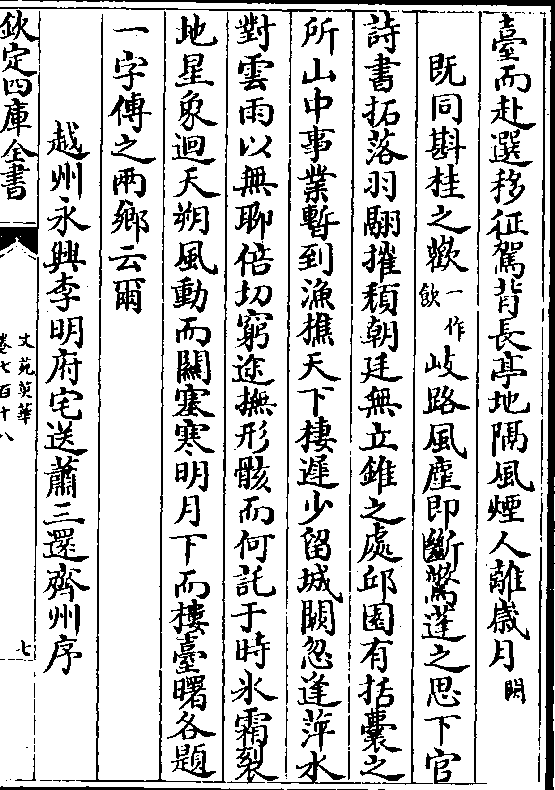 臺而赴選移征駕背長亭地隔風煙人離歲月闕
既同斟桂之歡一作飲岐路風塵即斷驚蓬之思下官
詩書拓落羽翮摧頽朝廷無立錐之處邱園有括囊之
所山中事業暫到漁樵天下棲遲少留城闕忽逢萍水
對雲雨以無聊倍切窮途撫形骸而何託于時氷霜裂
地星象迴天朔風動而關塞寒明月下而樓臺曙各題
一字傳之兩鄉云爾
越州永興李明府宅送蕭三還齊州序
欽定四庫全書
文苑英華
卷七百十八
七